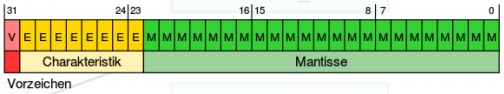 31 24 23 16 15 8 7 0
V E E E E E E E E M M M M M M M M M M M M M M M M M M M M M M M
Charakteristik Mantisse
Vorzeichen